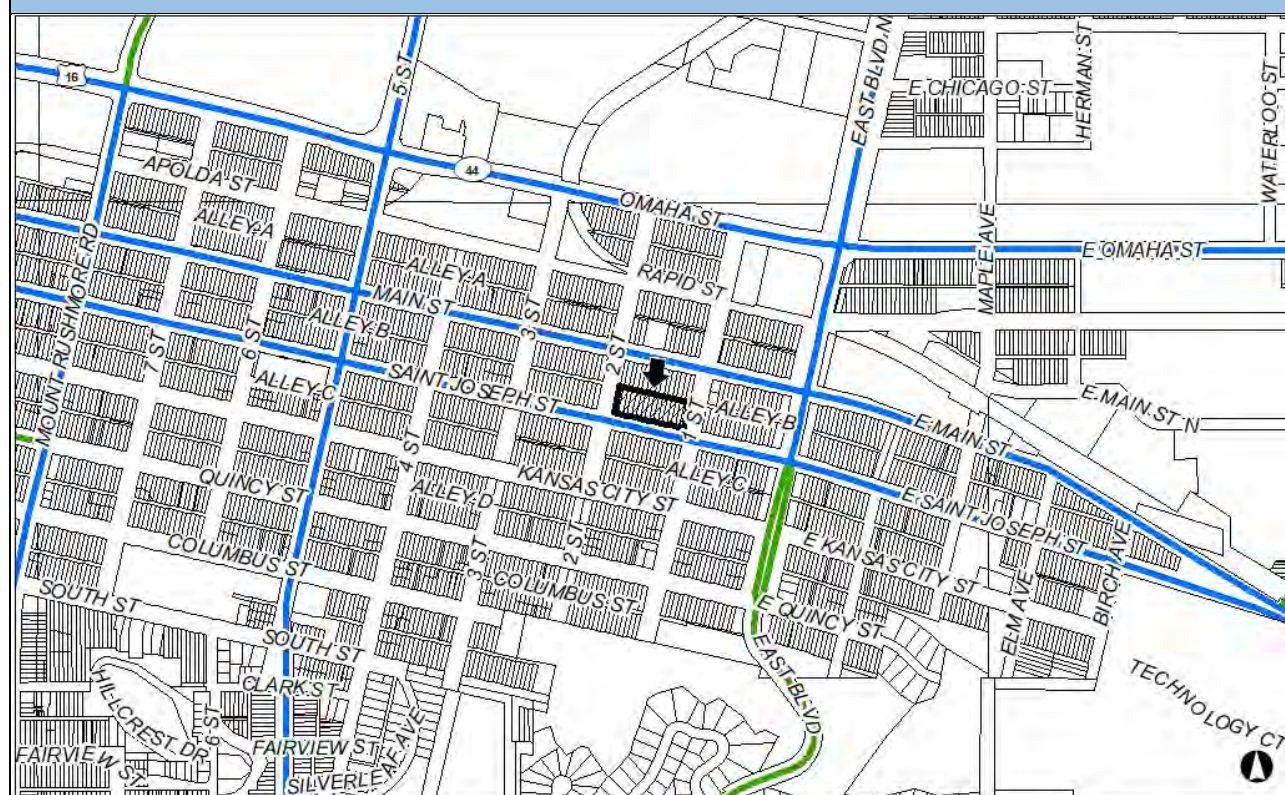 EAST BLVD N
HERMAN ST
E CHICAGO ST
WATERLOO ST
5 ST
16
44
APOLDA ST
ALLEY A
OMAHA ST
E OMAHA ST
MAPLE AVE
RAPID ST
ALLEY A
MAIN ST
3 ST
2 ST
MOUNT RUSHMORE RD
7 ST
6 ST
ALLEY B
ALLEY C
SAINT JOSEPH ST
1 ST
ALLEY B
E MAIN ST N
E MAIN ST
4 ST
QUINCY ST
ALLEY D
KANSAS CITY ST
ALLEY C
E SAINT JOSEPH ST
COLUMBUS ST
3 ST
2 ST
COLUMBUS ST
E KANSAS CITY ST
ELM AVE
BIRCH AVE
SOUTH ST
SOUTH ST
E QUINCY ST
EAST BLVD
TECHNOLOGY CT
HILLCREST DR
6 ST
CLARK ST
FAIRVIEW ST
FAIRVIEW ST
SILVERLEAF AVE